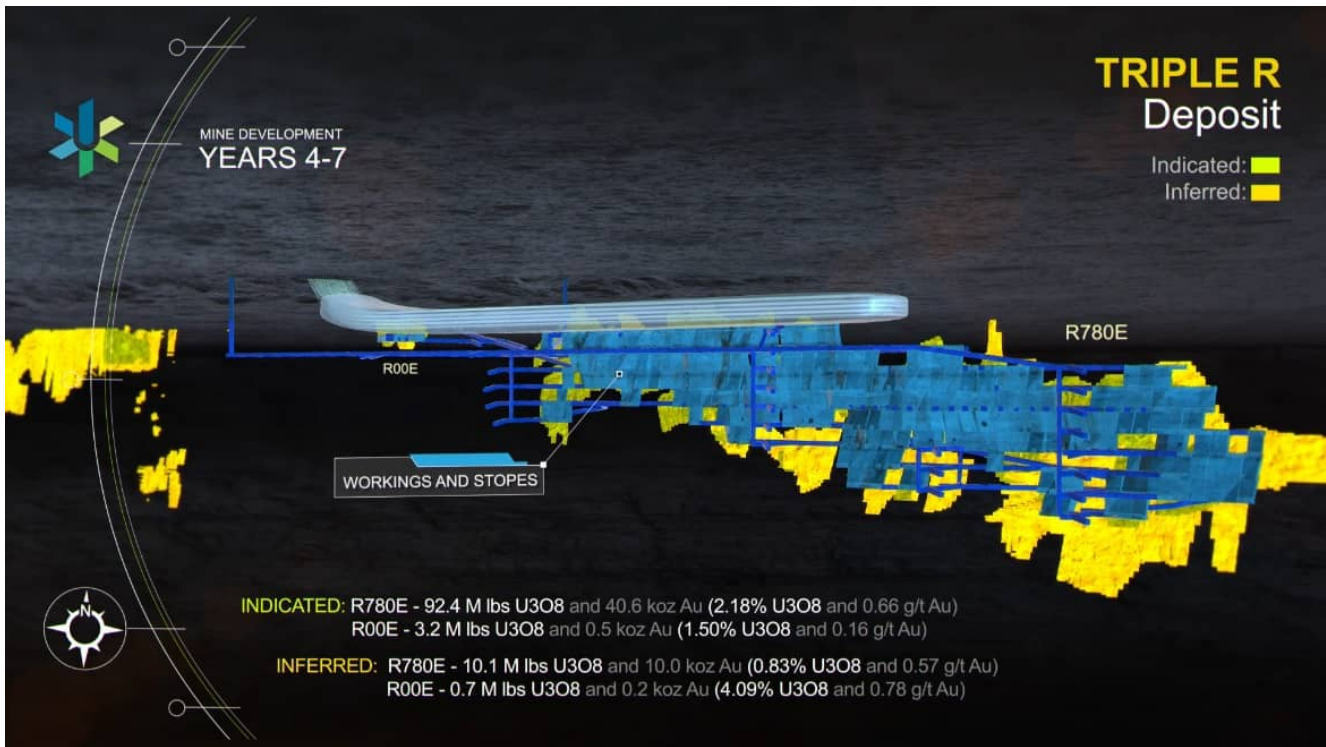 TRIPLE R
Deposit
Indicated:
Inferred:
MINE DEVELOPMENT
YEARS 4-7
R780E
R00E
WORKINGS AND STOPES
N
INDICATED: R780E - 92.4 M lbs U3O8 and 40.6 koz Au (2.18% U3O8 and 0.66 g/t Au)
R00E - 3.2 M lbs U3O8 and 0.5 koz Au (1.50% U3O8 and 0.16 g/t Au)
INFERRED: R780E - 10.1 M lbs U3O8 and 10.0 koz Au (0.83% U3O8 and 0.57 g/t Au)
R00E - 0.7 M lbs U3O8 and 0.2 koz Au (4.09% U3O8 and 0.78 g/t Au)